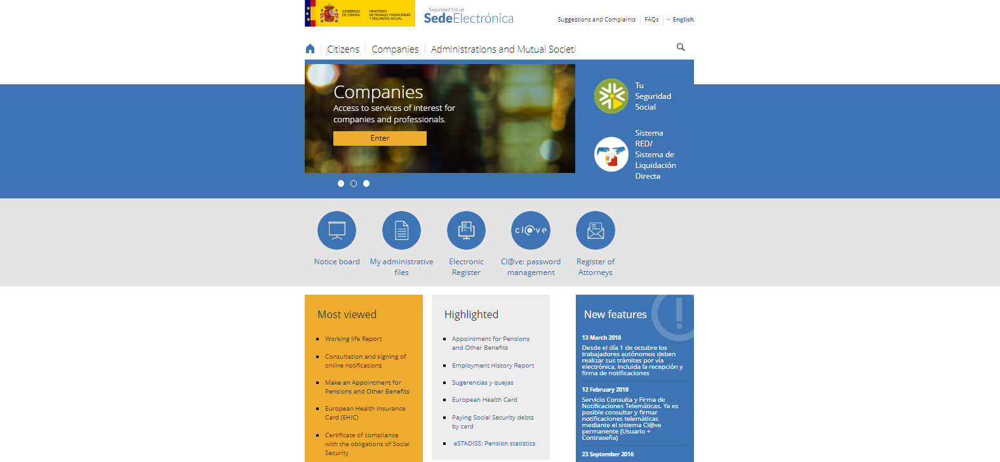 GOBIERNO
DE ESPAÑA
MINISTERIO
DE TRABAJO, MIGRACIONES
Y SEGURIDAD SOCIAL
Seguridad Social
SedeElectrónica
Suggestions and Complaints
FAQs
English
Citizens
Companies
Administrations and Mutual Societi
Companies
Access to services of interest for
companies and professionals.
Enter
Tu
Seguridad
Social
Sistema
RED/
Sistema de
Liquidación
Directa
Notice board
My administrative
files
Electronic
Register
cl@ve
Cl@ve: password
management
Register of
Attorneys
Most viewed
Working life Report
Consultation and signing of
online notifications
Make an Appointment for
Pensions and Other Benefits
European Health Insurance
Card (EHIC)
Certificate of compliance
with the obligations of Social
Security
Highlighted
Appointment for Pensions
and Other Benefits
Employment History Report
Sugerencias y quejas
European Health Card
Paying Social Security debts
by card
eSTADISS: Pension statistics
New features
13 March 2018
Desde el día 1 de octubre los
trabajadores autónomos deben
realizar sus trámites por vía
electrónica, incluida la recepción y
firma de notificaciones
12 February 2018
Servicio Consulta y Firma de
Notificaciones Telemáticas. Ya es
posible consultar y firmar
notificaciones telemáticas
mediante el sistema Cl@ve
permanente (Usuario +
Contraseña)
23 September 2016